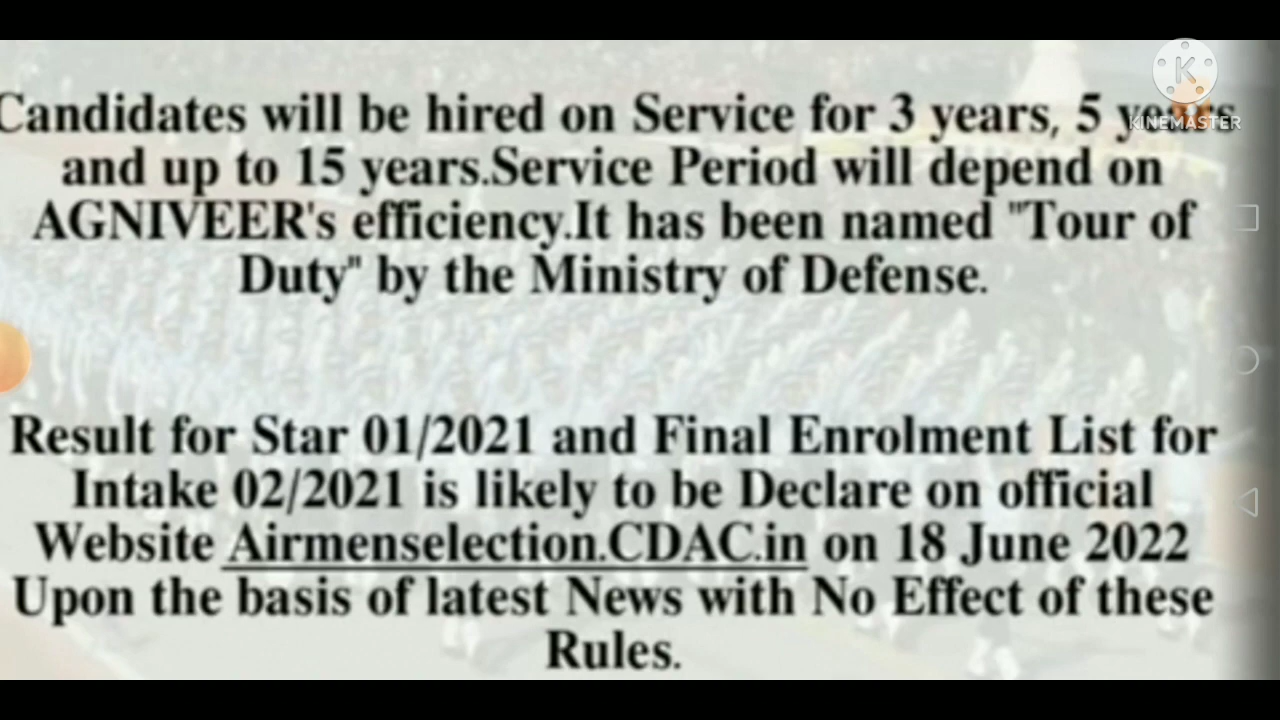 Candidates will be hired on Service for 3 years, 5 years
and up to 15 years.Service Period will depend on
AGNIVEER's efficiency.It has been named "Tour of
Duty" by the Ministry of Defense.
Result for Star 01/2021 and Final Enrolment List for
Intake 02/2021 is likely to be Declare on official
Website Airmenselection.CDAC.in on 18 June 2022
Upon the basis of latest News with No Effect of these
Rules.
K
KINEMASTER